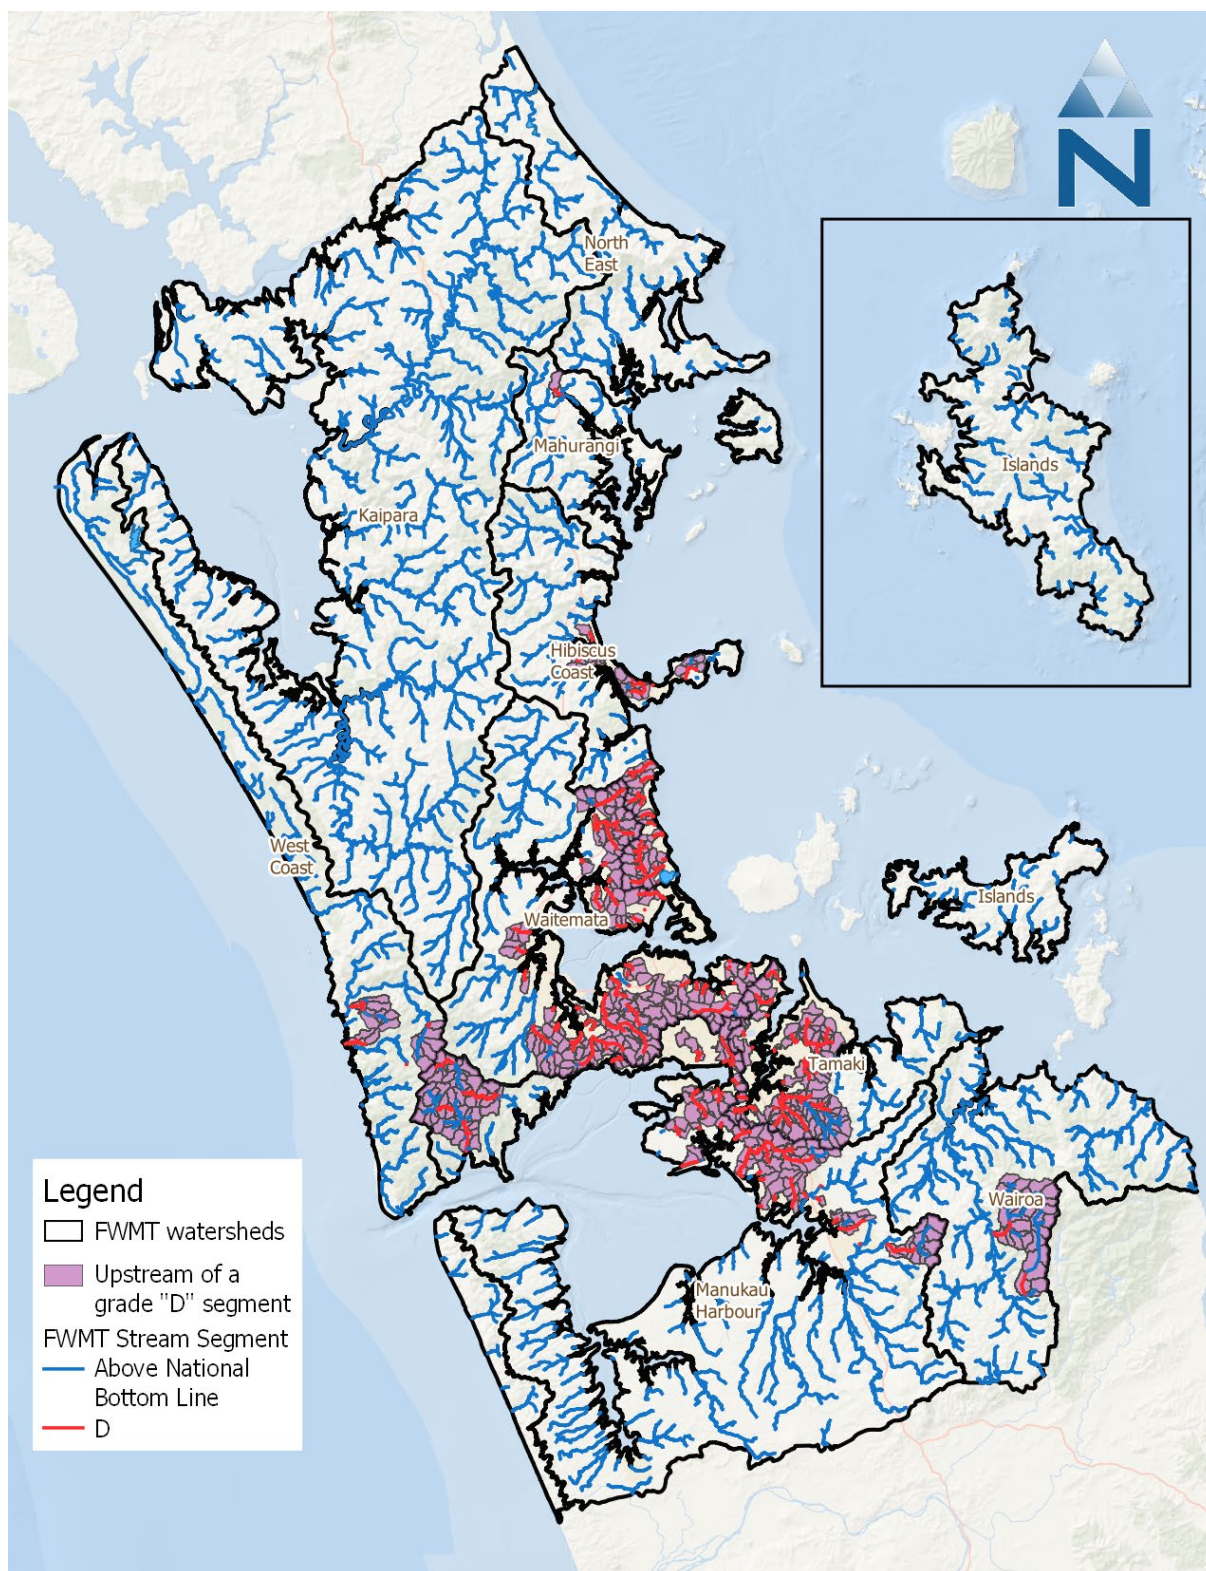 N
North
East
Islands
Mahurangi
Kaipara
Hibiscus
Coast
West
Coast
Islands
Waitemata
Tamaki
Wairoa
Manukau
Harbour
Legend
FWMT watersheds
Upstream of a
grade "D" segment
FWMT Stream Segment
Above National
Bottom Line
D